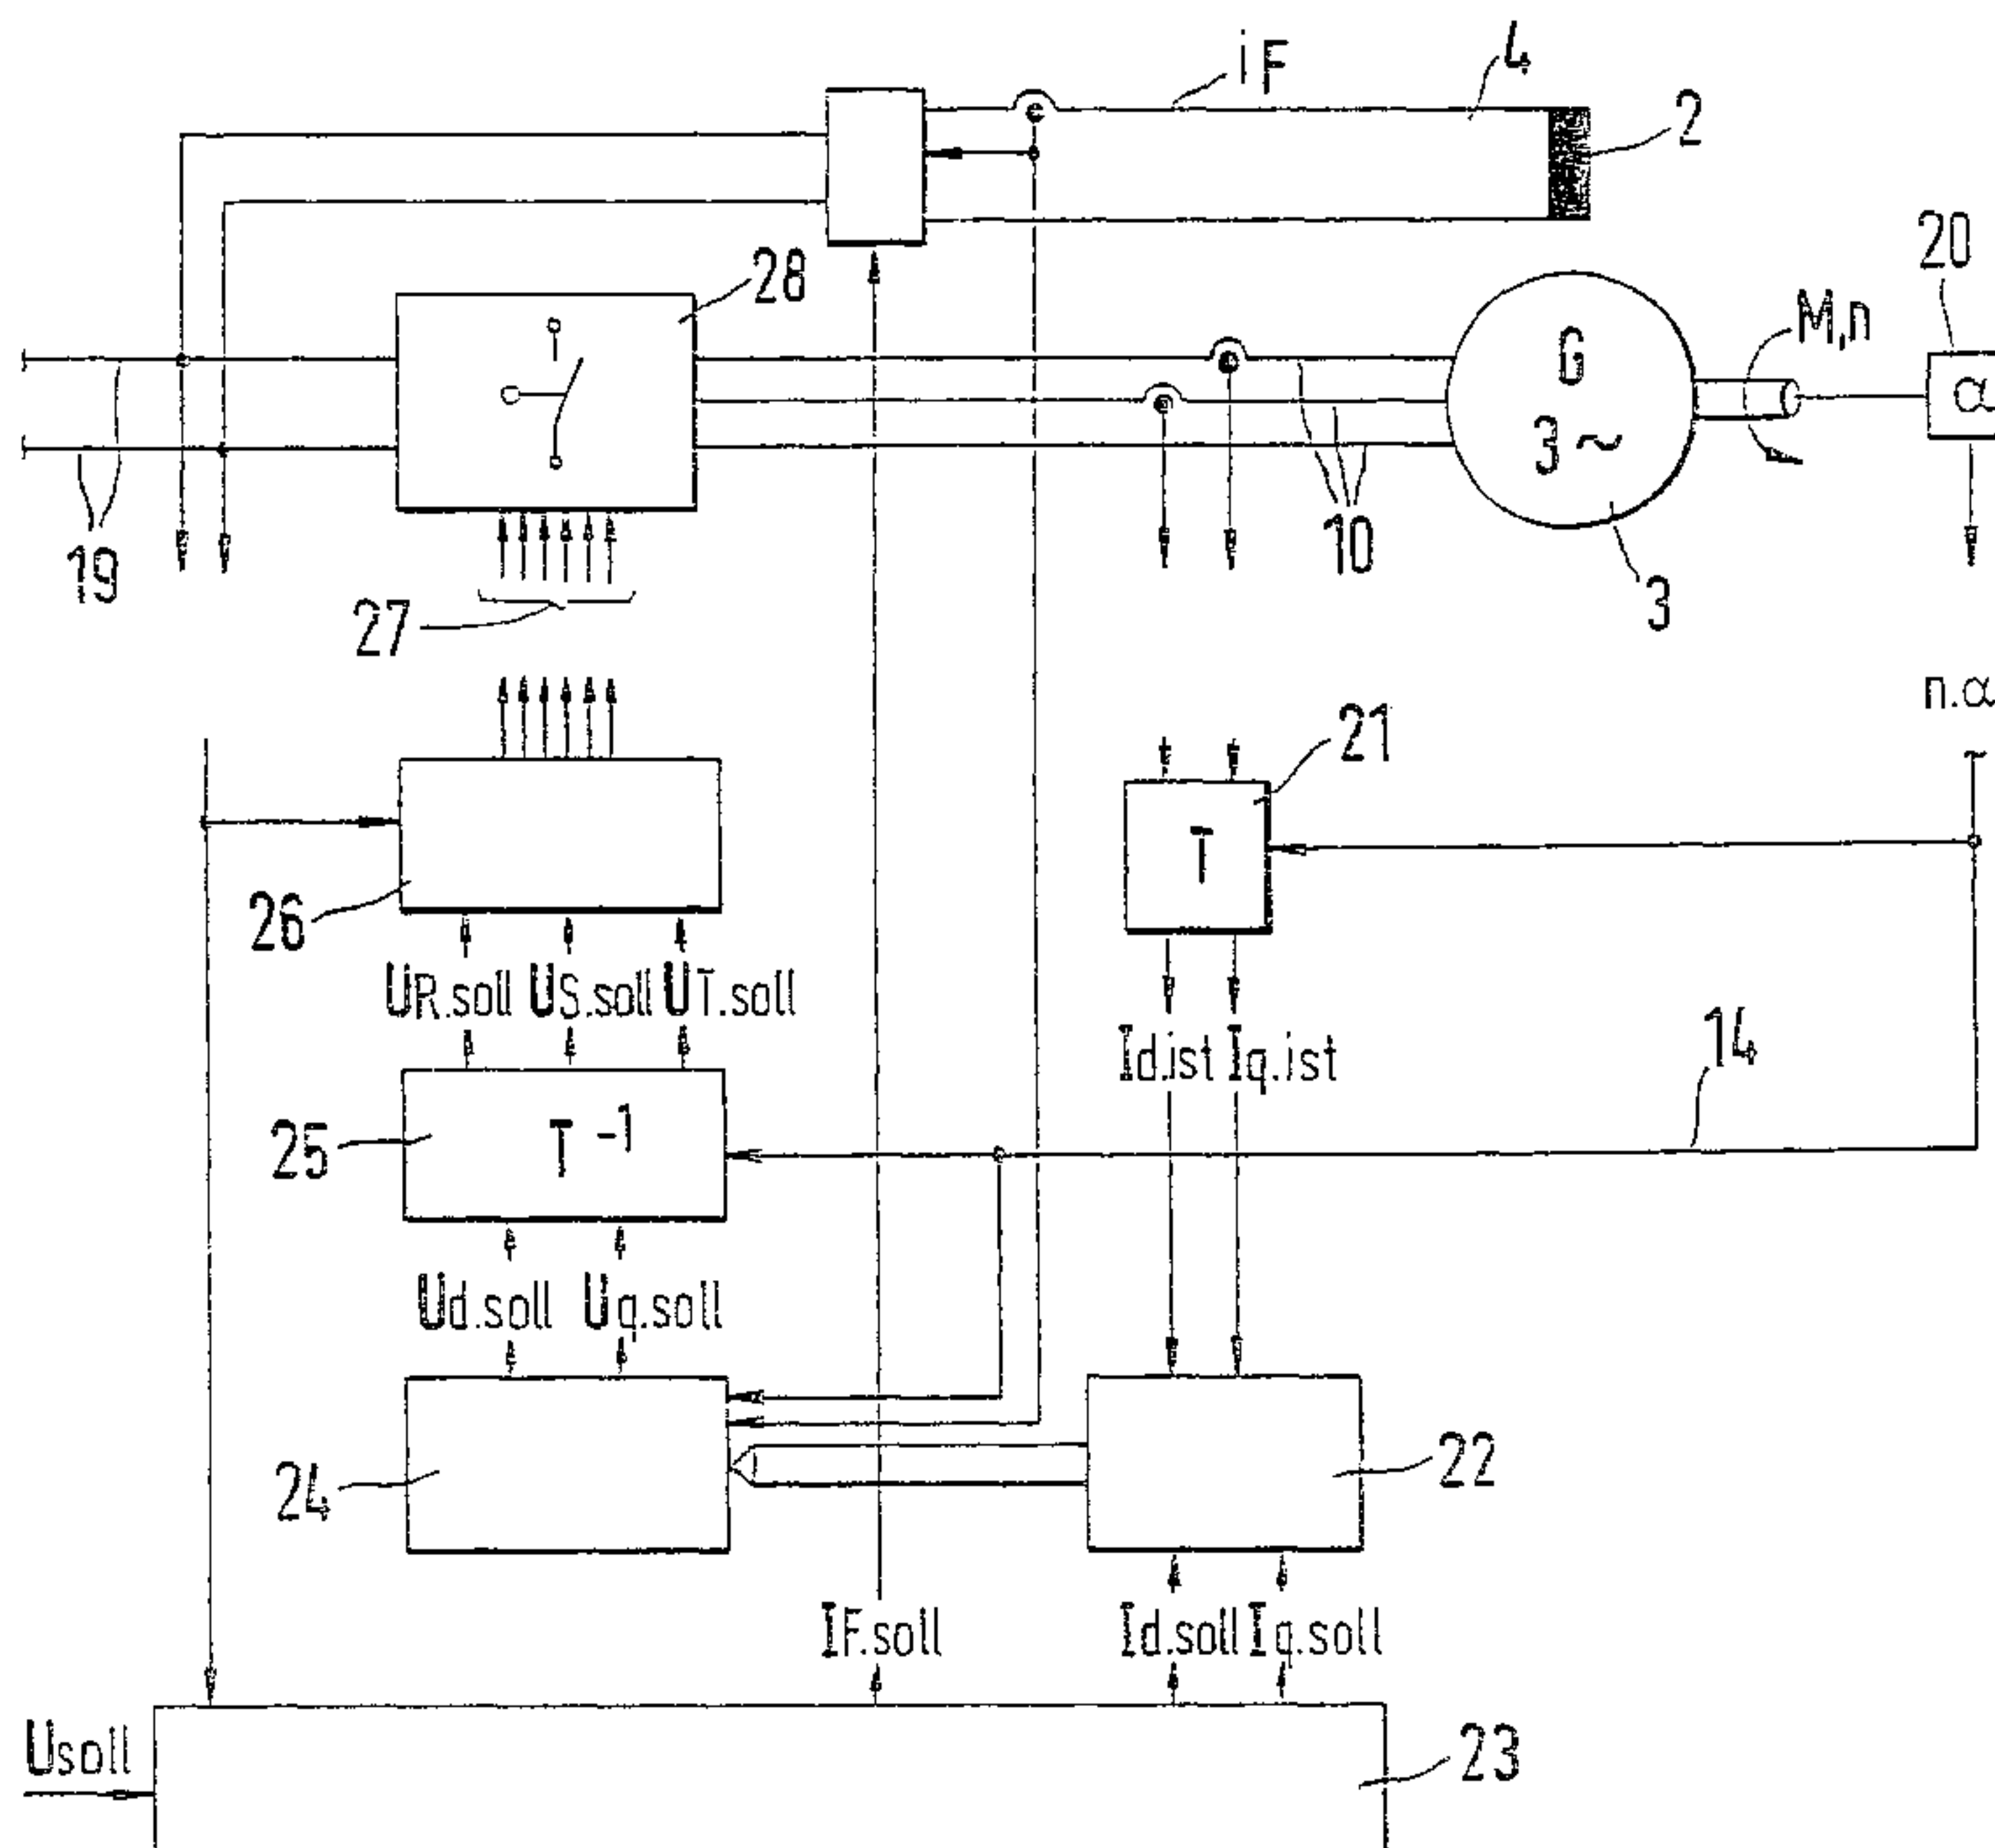 iF
4
2
20
28
M,n
G
3 ~
α
19
10
27
3
n.α
21
T
26
UR.soll US.soll UT.soll
Id.ist Iq.ist
14
25
T -1
Ud.soll Uq.soll
24
22
IF.soll
Id.soll Iq.soll
Usoll
23